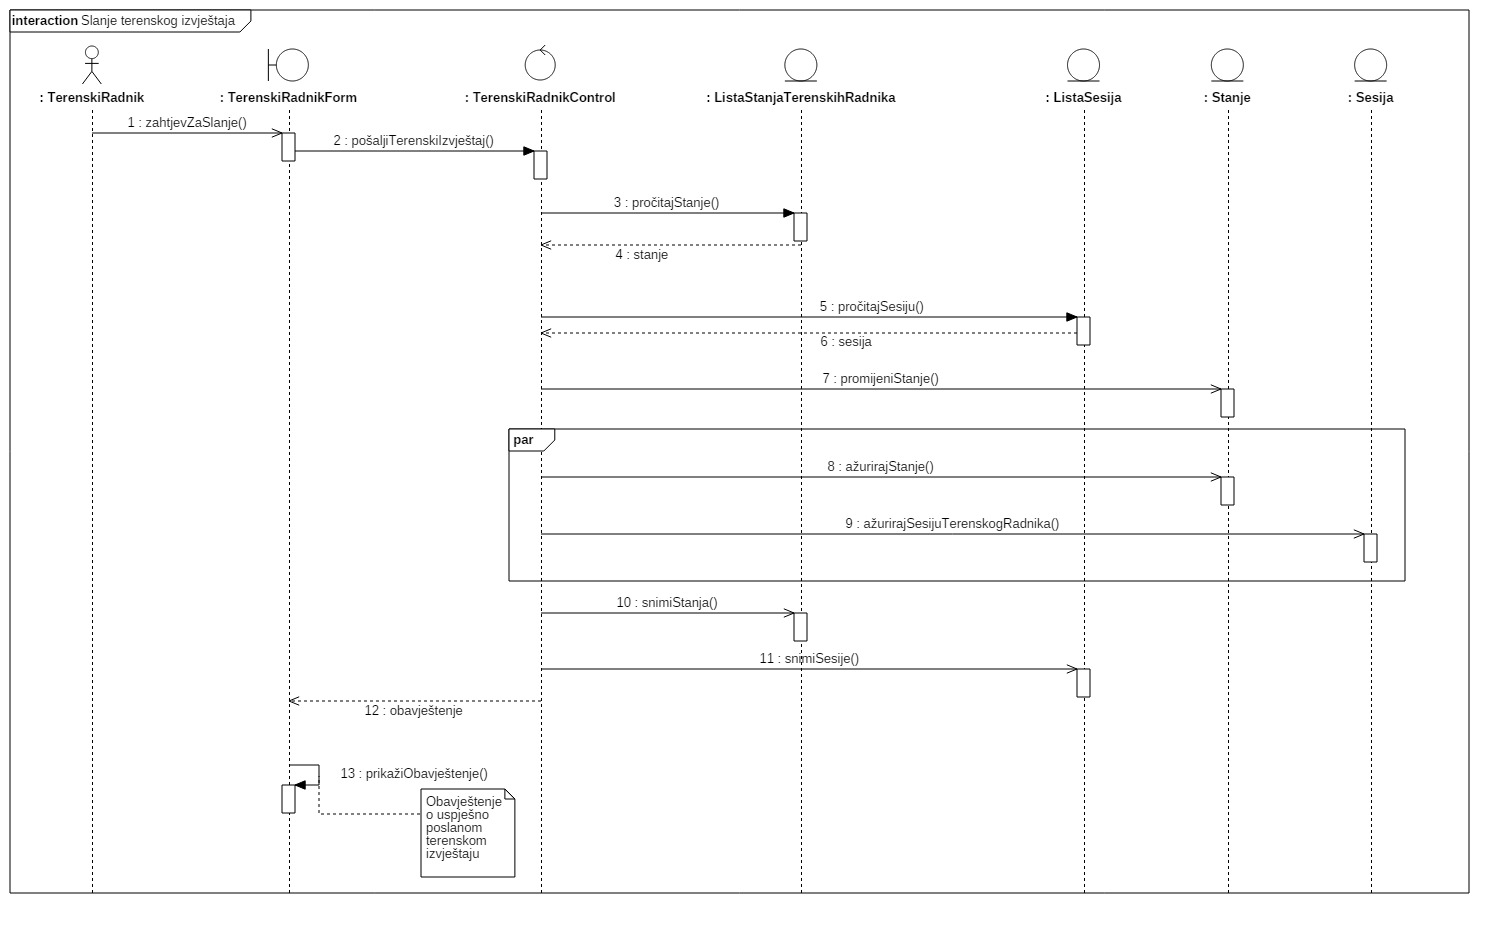 interaction Slanje terenskog izvještaja
: TerenskiRadnik
: TerenskiRadnikForm
: TerenskiRadnikControl
: ListaStanjaTerenskihRadnika
: ListaSesija
: Stanje
: Sesija
1 : zahtjevZaSlanje()
2 : pošaljiTerenskiIzvještaj()
3 : pročitajStanje()
4 : stanje
5 : pročitajSesiju()
6 : sesija
7 : promijeniStanje()
par
8 : ažurirajStanje()
9 : ažurirajSesijuTerenskogRadnika()
10 : snimiStanja()
11 : snimiSesije()
12 : obavještenje
13 : prikažiObavještenje()
Obavještenje
o uspješno
poslanom
terenskom
izvještaju